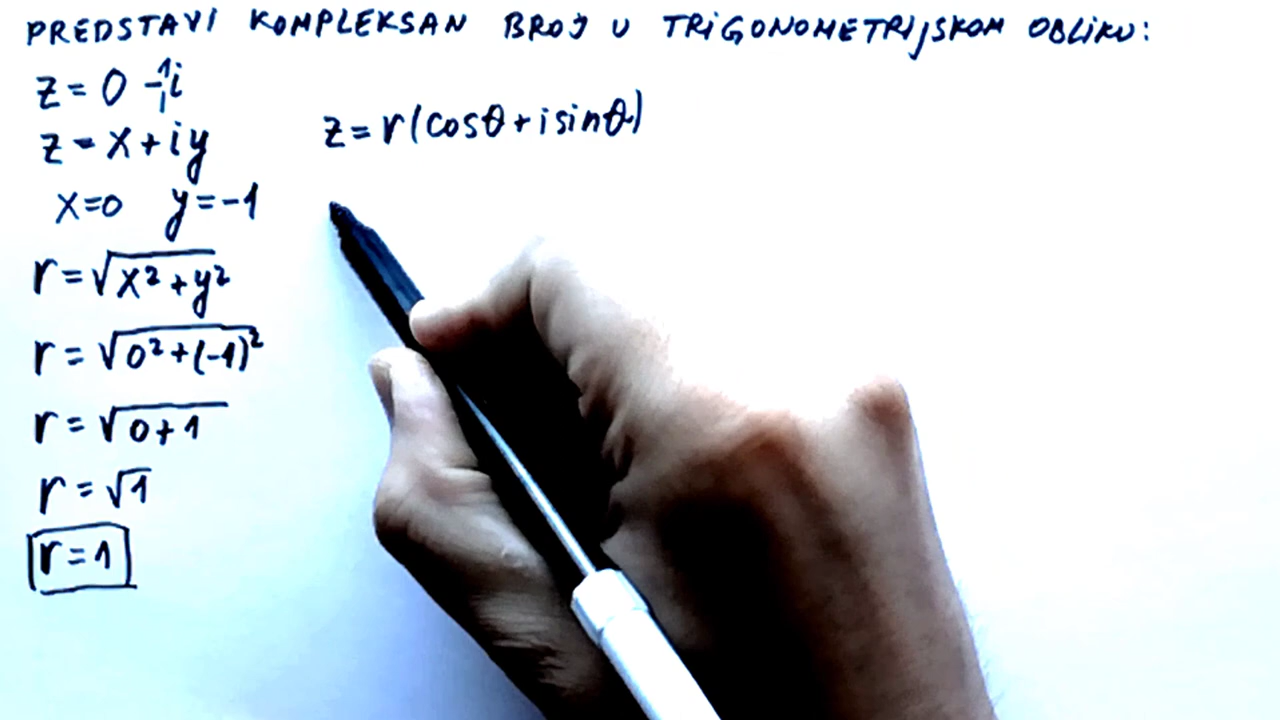 PREDSTAVI KOMPLEKSAN BROJ U TRIGONOMETRIJSKOM OBLIKU:
z = 0 - 1i
z = x + iy
x=0 y=-1
r = √x² + y²
r = √0² + (-1)²
r = √0+1
r = √1
r = 1
z = r(cosθ + i sinθ)